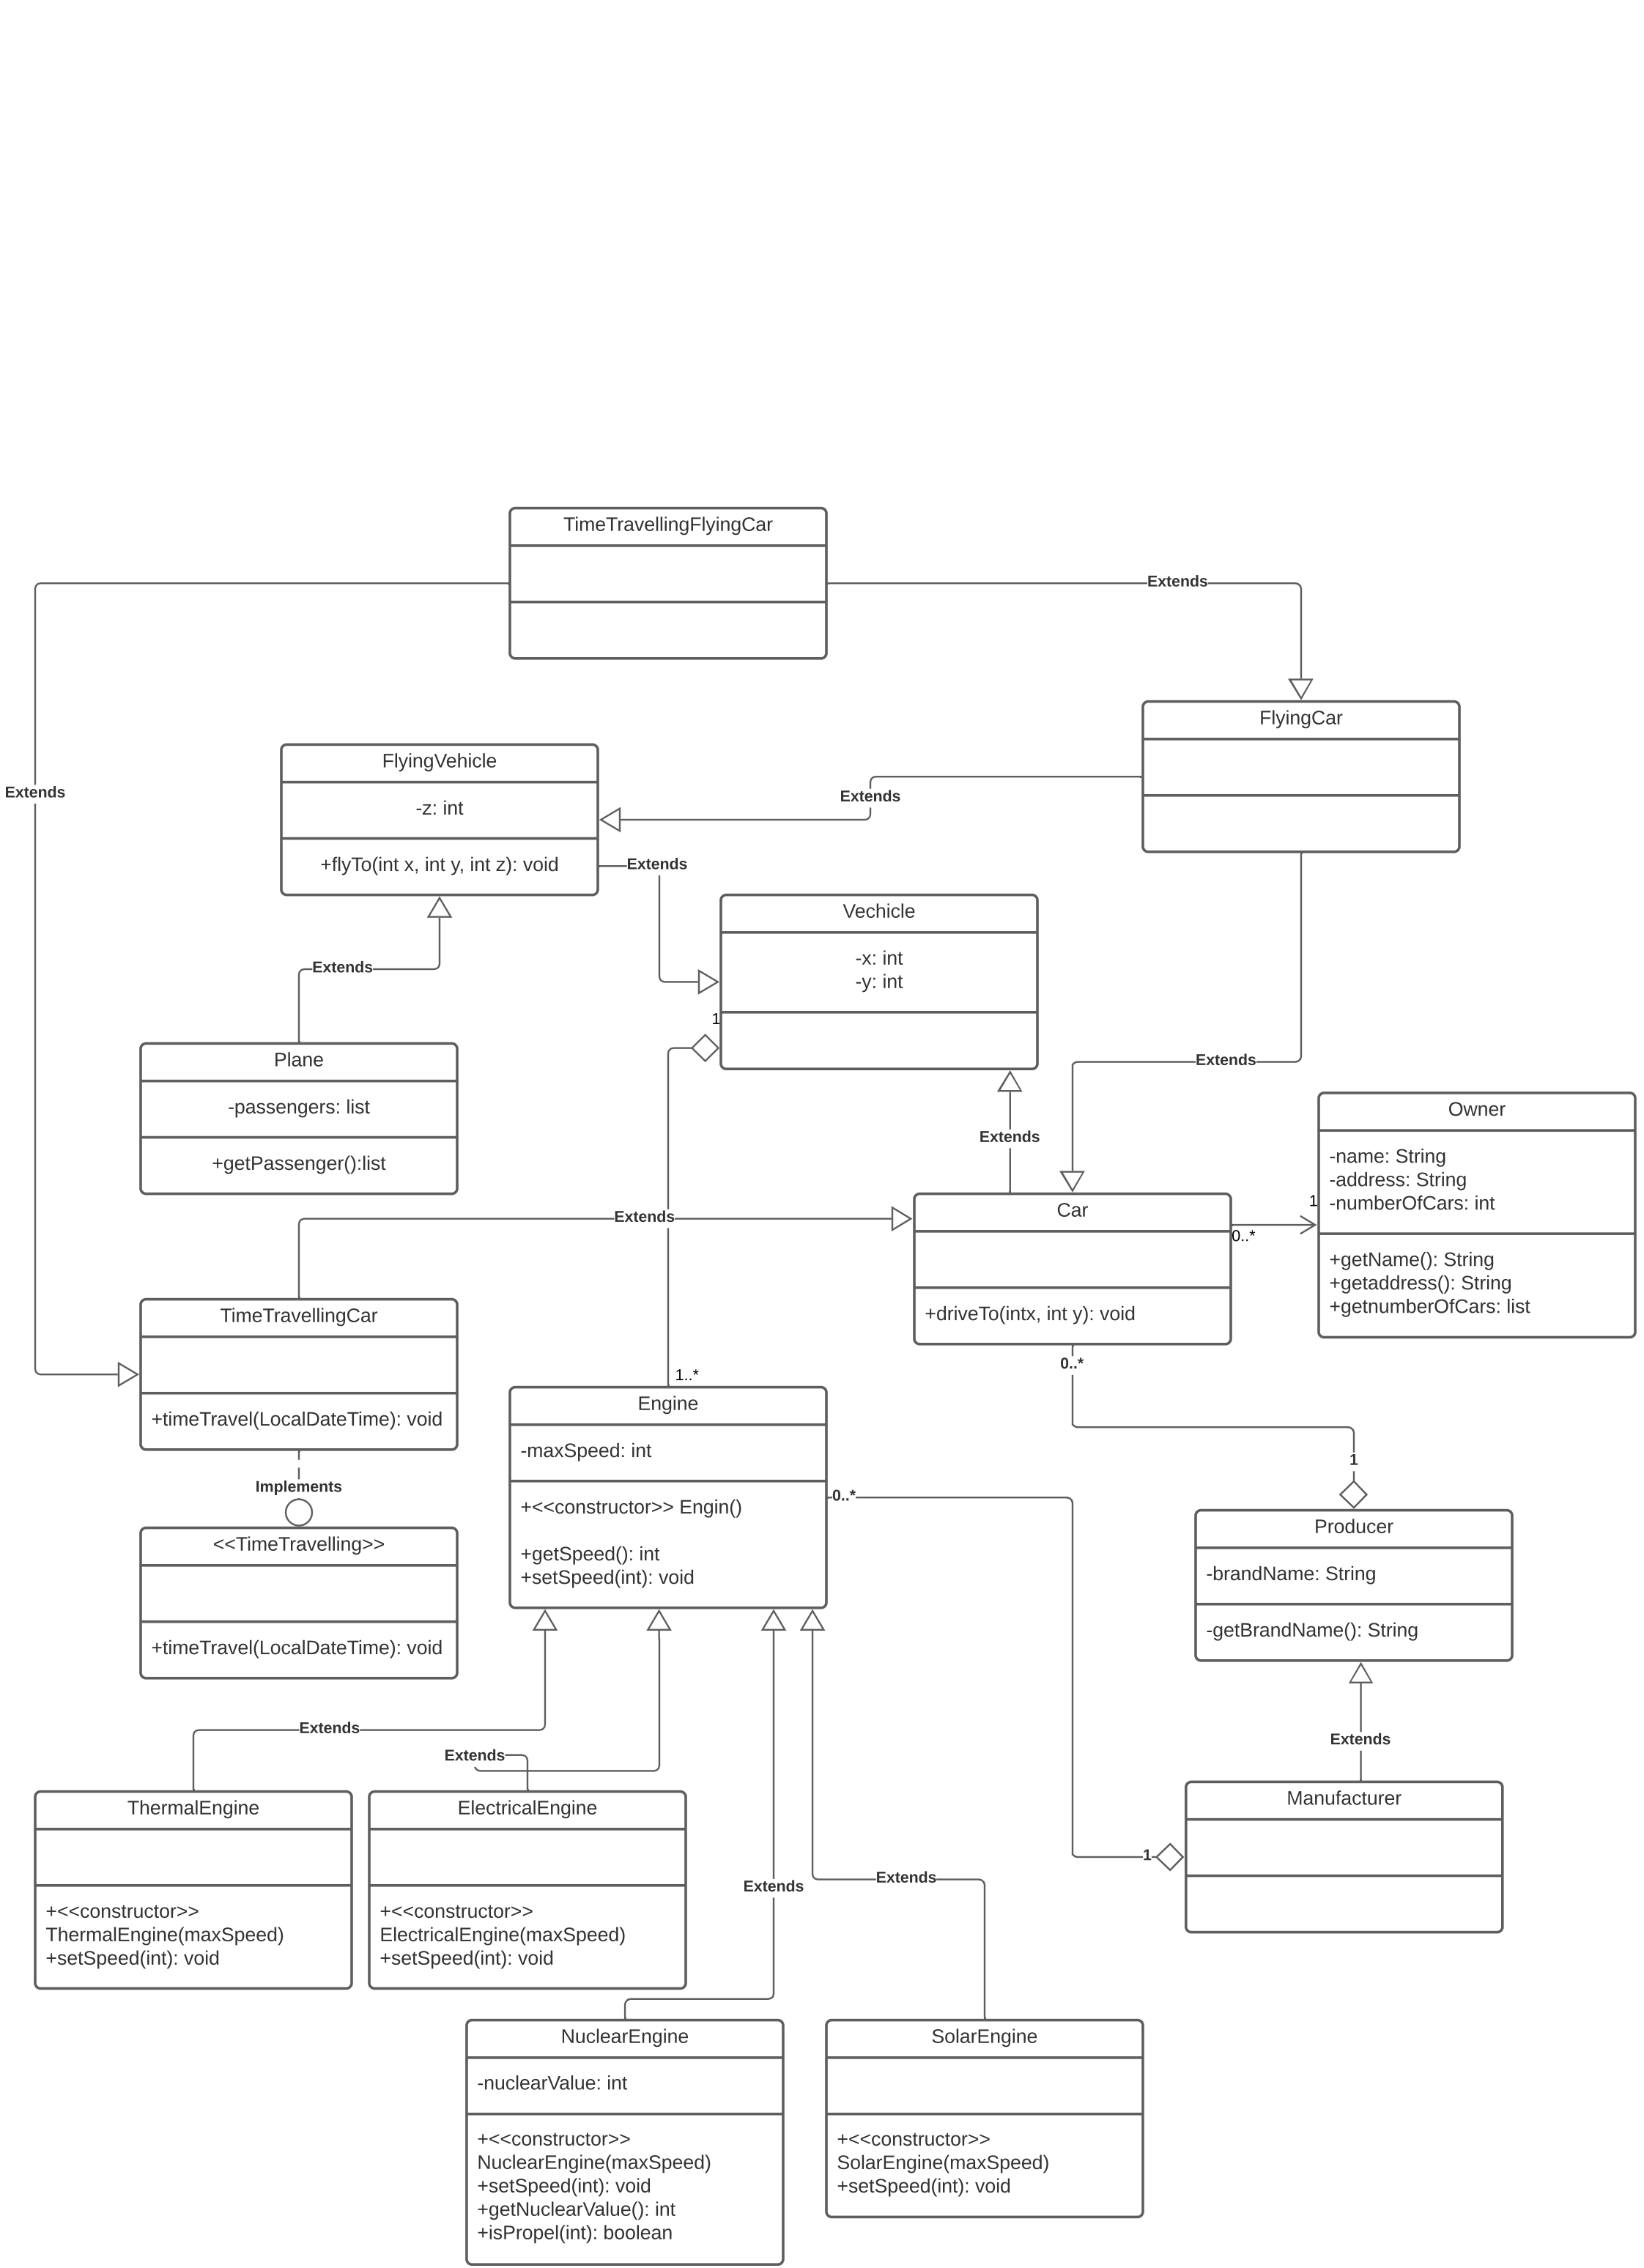 TimeTravellingFlyingCar
Extends
FlyingCar
Extends
FlyingVehicle
-z: int
+flyTo(int x, int y, int z): void
Extends
Extends
Vechicle
-x: int
-y: int
1
Extends
Plane
-passengers: list
+getPassenger():list
Extends
Extends
Owner
-name: String
-address: String
-numberOfCars: int
+getName(): String
+getaddress(): String
+getnumberOfCars: list
1
0..*
Car
+driveTo(intx, int y): void
Extends
TimeTravellingCar
+timeTravel(LocalDateTime): void
Implements
<<TimeTravelling>>
+timeTravel(LocalDateTime): void
1..*
Engine
-maxSpeed: int
+<<constructor>> Engin()
+getSpeed(): int
+setSpeed(int): void
0..*
0..*
1
Producer
-brandName: String
-getBrandName(): String
Extends
Manufacturer
1
Extends
Extends
Extends
Extends
ThermalEngine
+<<constructor>>
ThermalEngine(maxSpeed)
+setSpeed(int): void
ElectricalEngine
+<<constructor>>
ElectricalEngine(maxSpeed)
+setSpeed(int): void
NuclearEngine
-nuclearValue: int
+<<constructor>>
NuclearEngine(maxSpeed)
+setSpeed(int): void
+getNuclearValue(): int
+isPropel(int): boolean
SolarEngine
+<<constructor>>
SolarEngine(maxSpeed)
+setSpeed(int): void